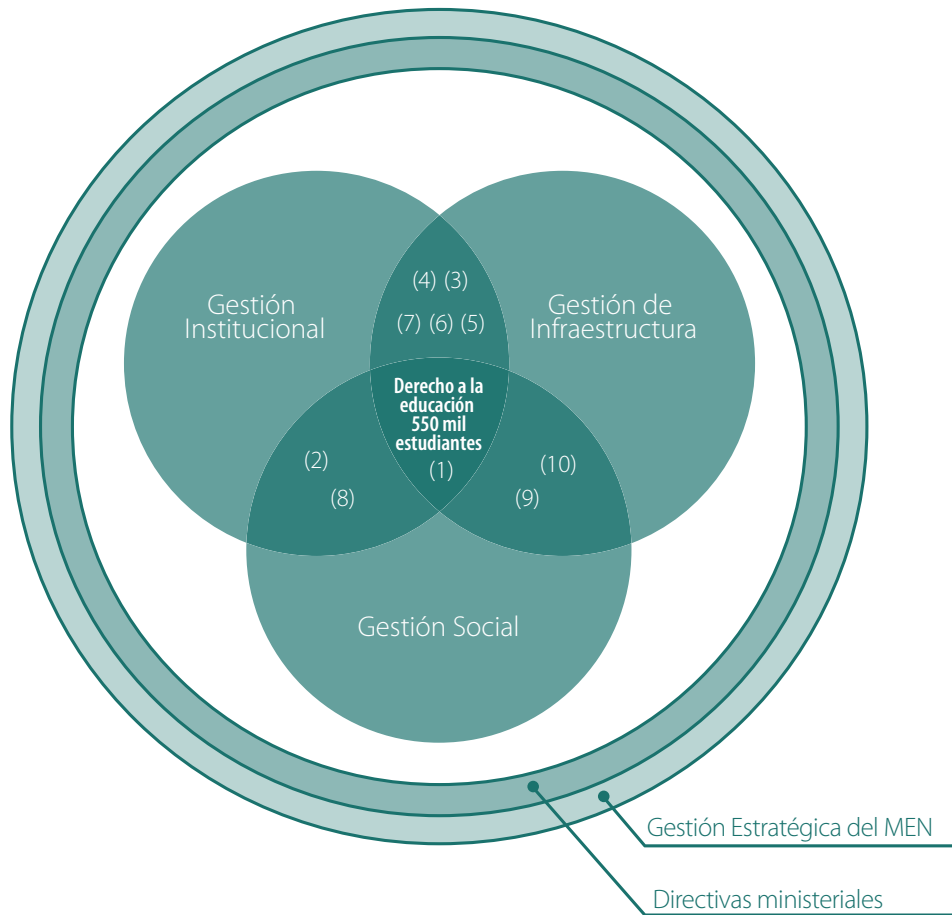 Gestión
Institucional
Gestión de
Infraestructura
(4) (3)
(7) (6) (5)
Derecho a la
educación
550 mil
estudiantes
(1)
(2)
(8)
(10)
(9)
Gestión Social
Gestión Estratégica del MEN
Directivas ministeriales